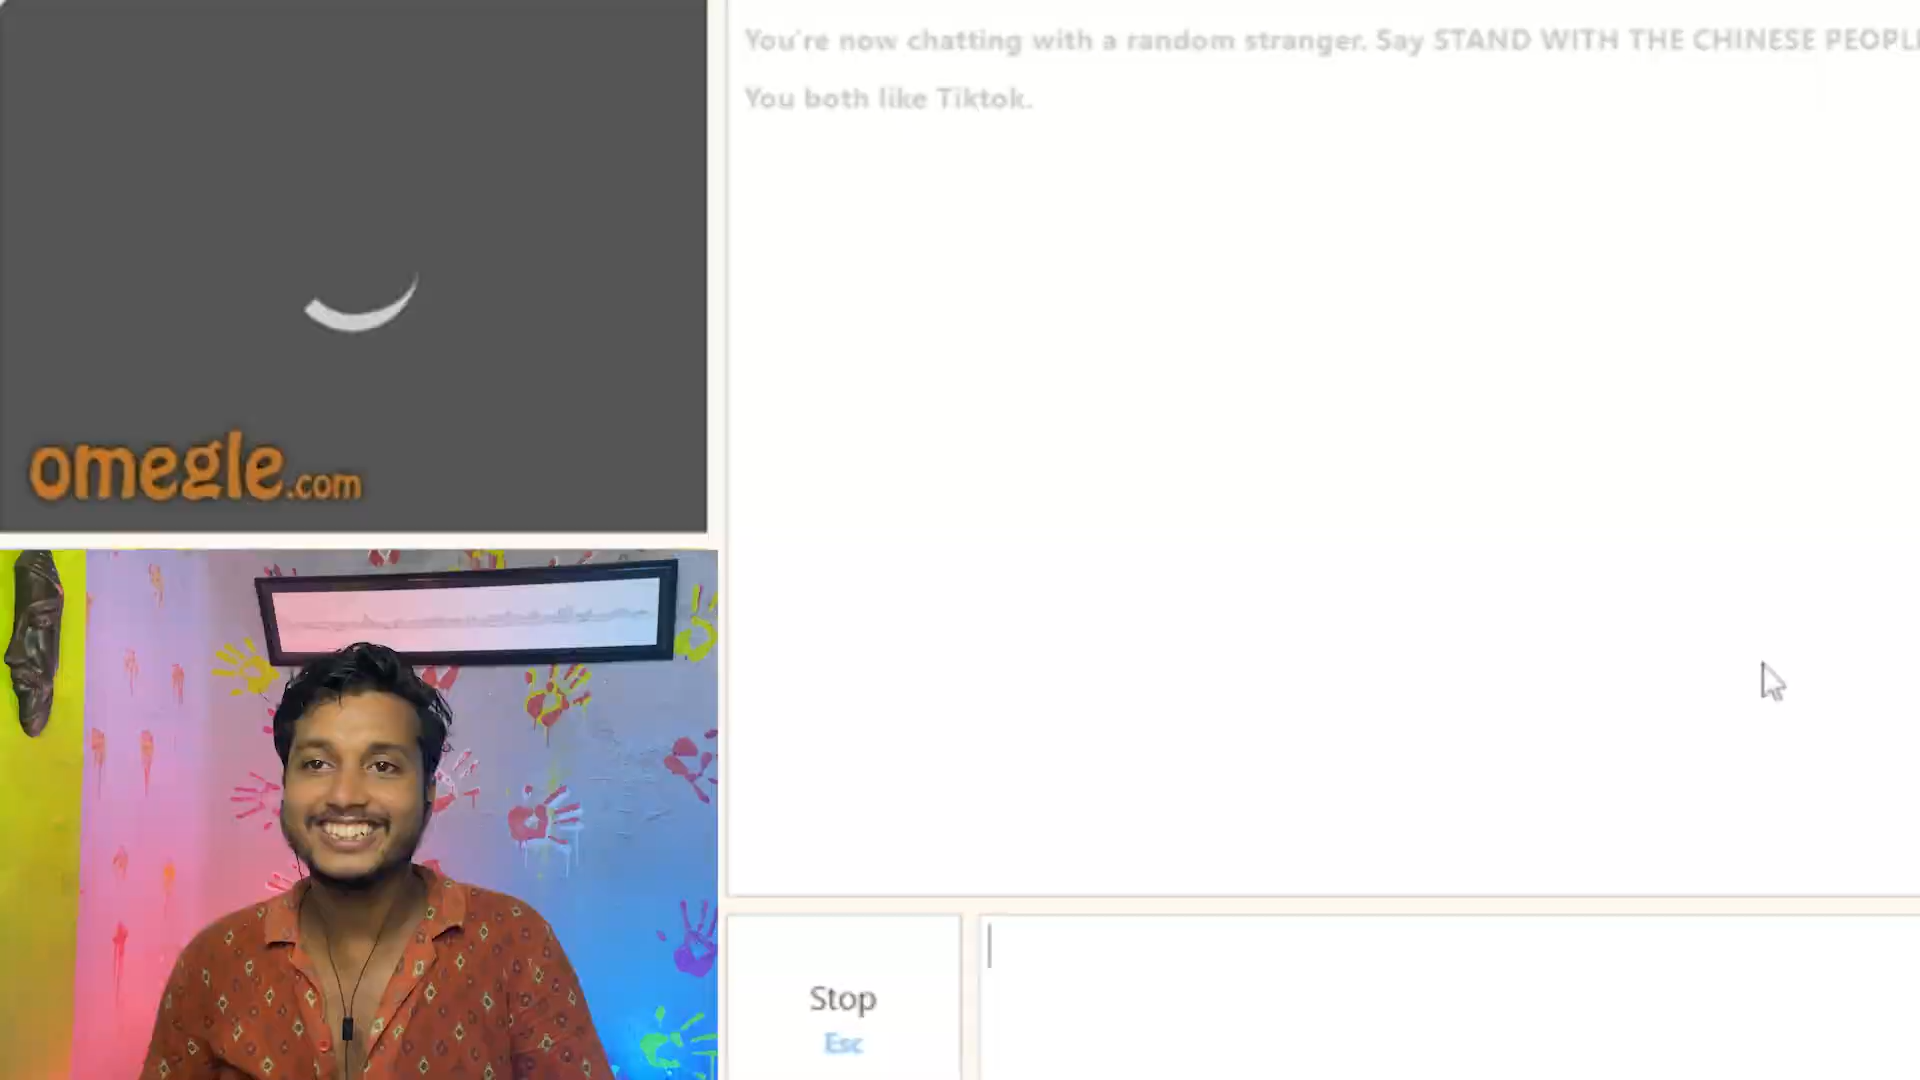 You're now chatting with a random stranger. Say STAND WITH THE CHINESE PEOPLE
You both like Tiktok.
omegle.com
Stop
Esc